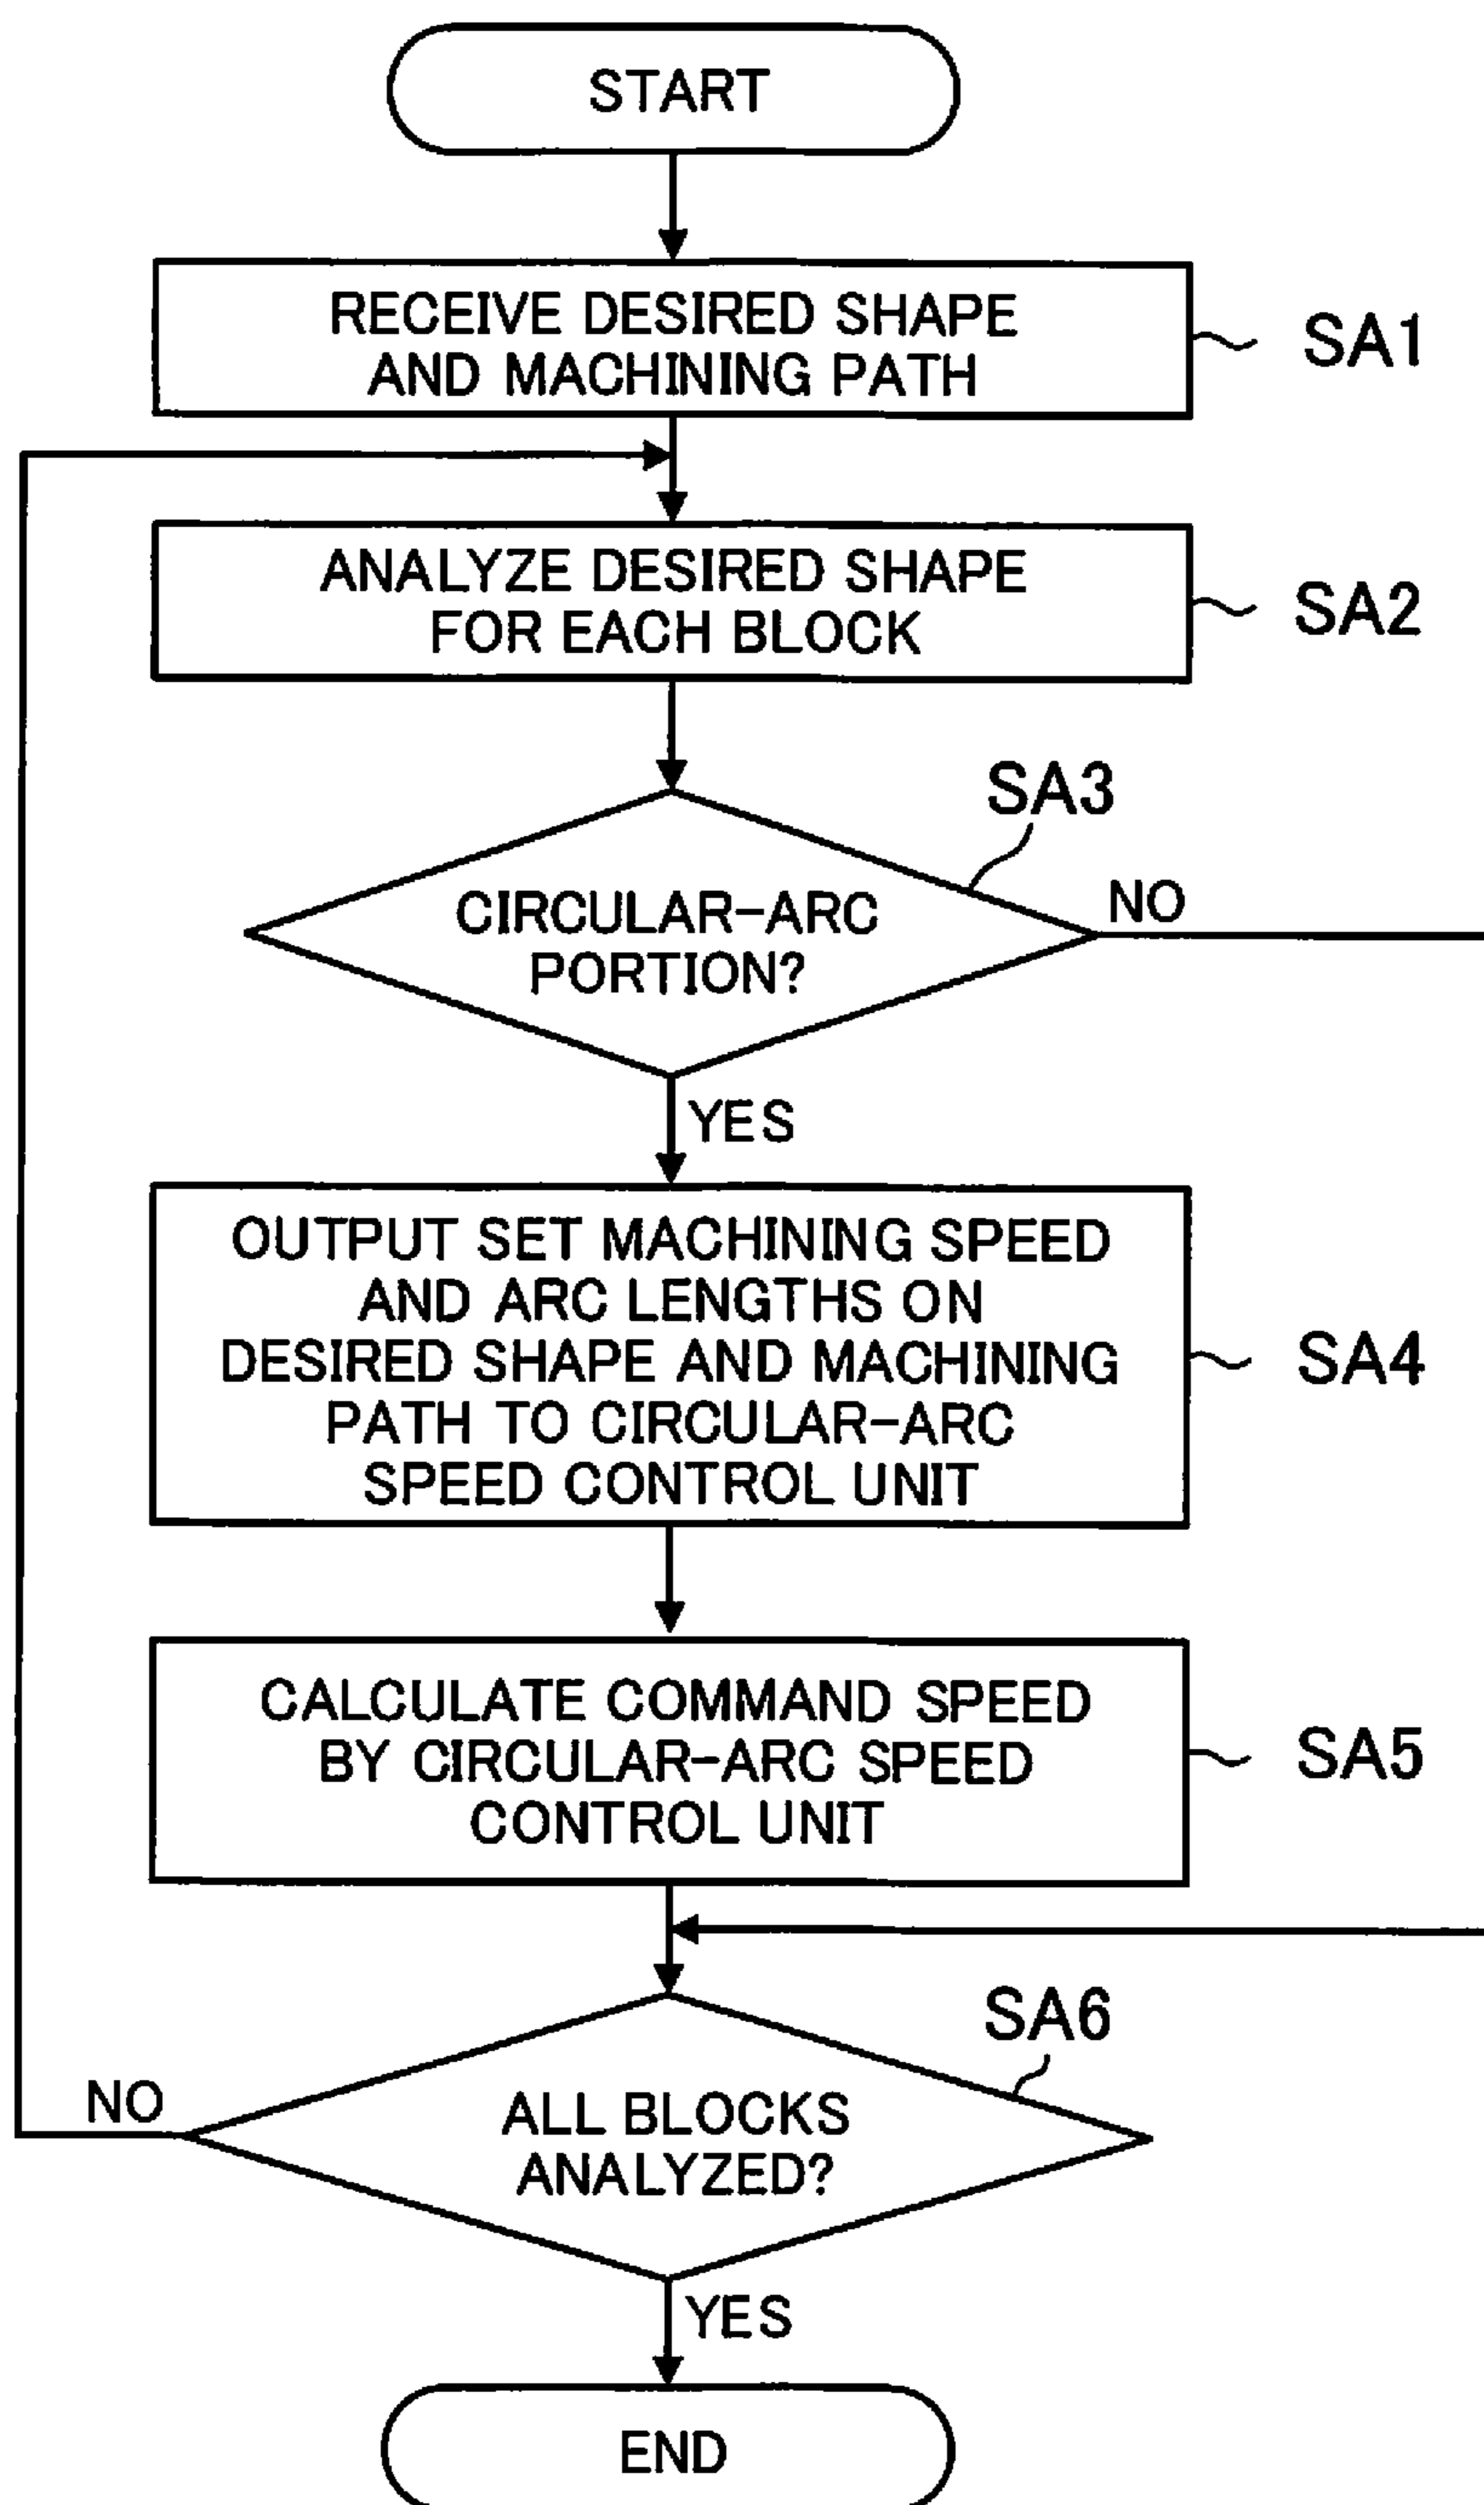 START
RECEIVE DESIRED SHAPE
AND MACHINING PATH
SA1
ANALYZE DESIRED SHAPE
FOR EACH BLOCK
SA2
SA3
CIRCULAR-ARC
PORTION?
NO
YES
OUTPUT SET MACHINING SPEED
AND ARC LENGTHS ON
DESIRED SHAPE AND MACHINING
PATH TO CIRCULAR-ARC
SPEED CONTROL UNIT
SA4
CALCULATE COMMAND SPEED
BY CIRCULAR-ARC SPEED
CONTROL UNIT
SA5
SA6
ALL BLOCKS
ANALYZED?
NO
YES
END